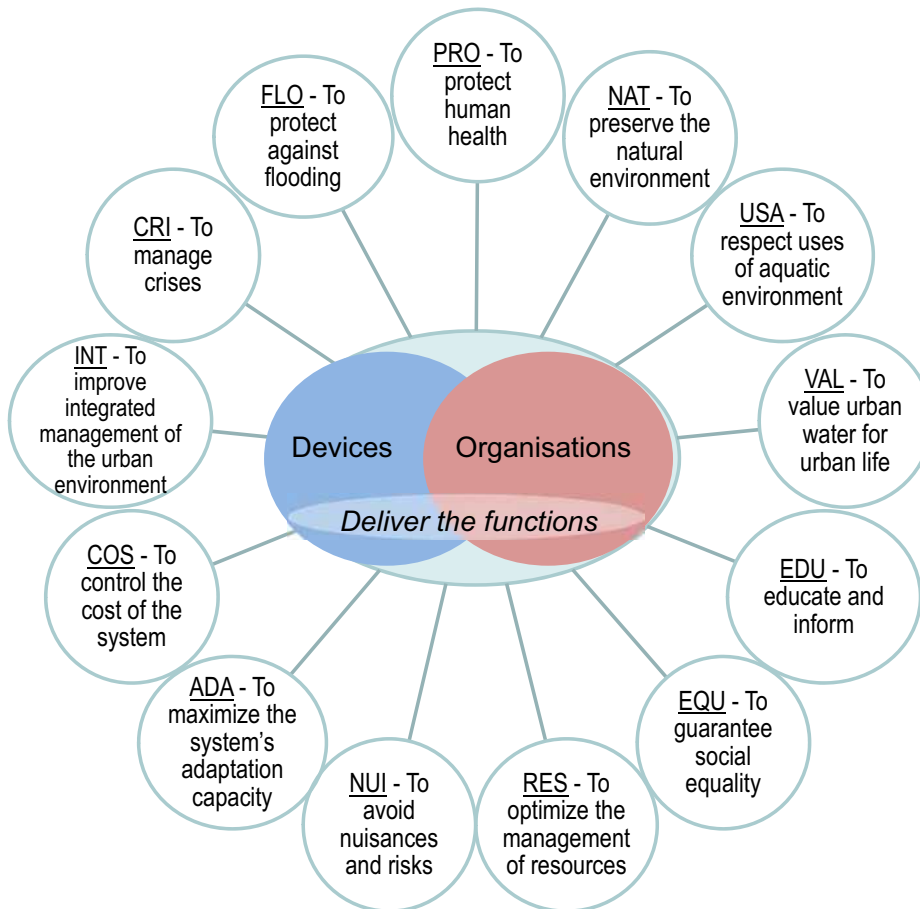 PRO - To
protect
human
health
NAT - To
preserve the
natural
environment
USA - To
respect uses
of aquatic
environment
VAL - To
value urban
water for
urban life
EDU - To
educate and
inform
EQU - To
guarantee
social
equality
RES - To
optimize the
management
of resources
NUI - To
avoid
nuisances
and risks
ADA - To
maximize the
system's
adaptation
capacity
COS - To
control the
cost of the
system
INT - To
improve
integrated
management of
the urban
environment
CRI - To
manage
crises
FLO - To
protect
against
flooding
Devices
Organisations
Deliver the functions